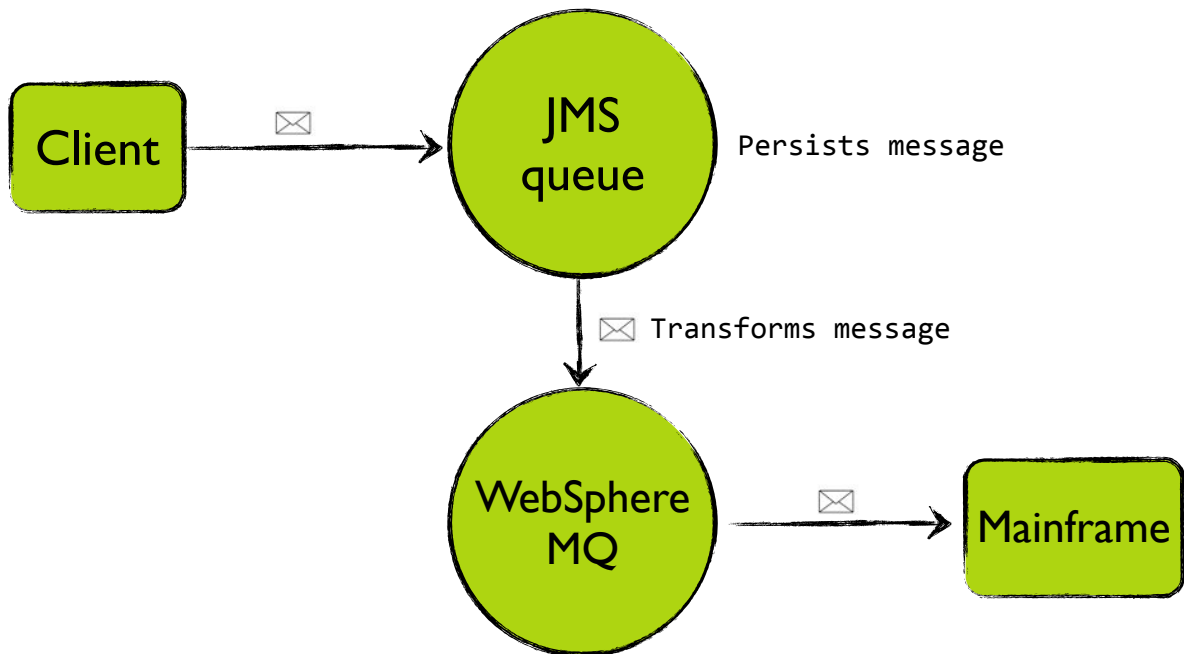 Client
JMS
queue
Persists message
Transforms message
WebSphere
MQ
Mainframe